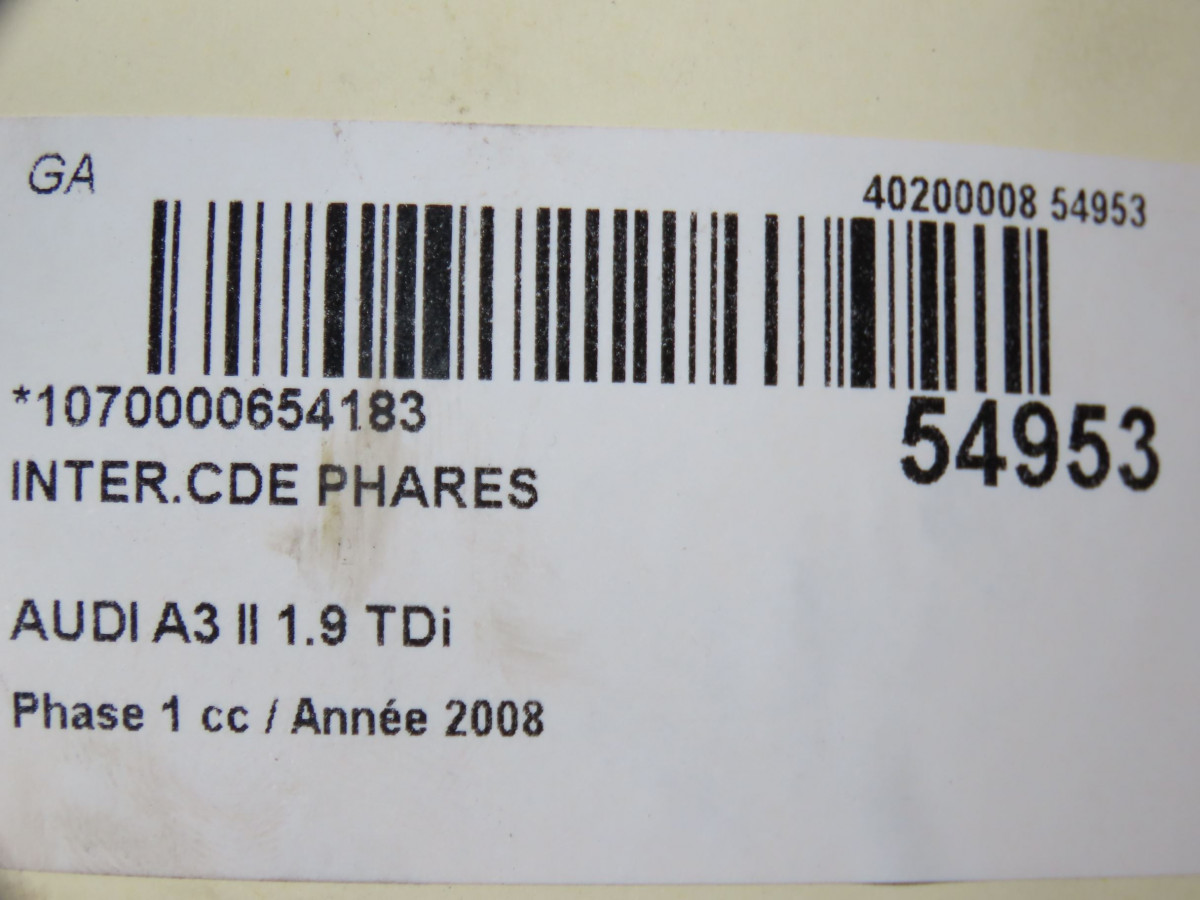 GA
40200008 54953
*1070000654183
54953
INTER.CDE PHARES
AUDI A3 II 1.9 TDi
Phase 1 cc / Année 2008